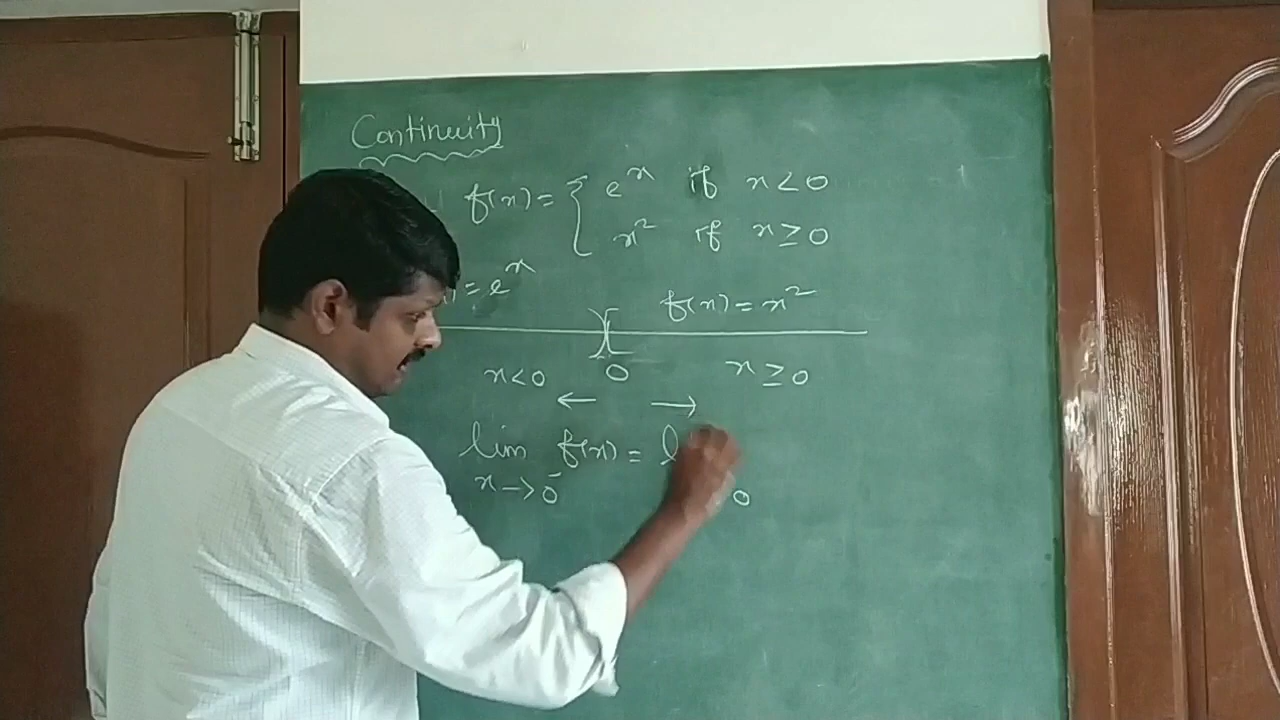 Continuity
f(x) = { e^x if x < 0
x² if x ≥ 0
) = e^x f(x) = x²
)[
x<0 0 x ≥ 0
← →
lim f(x) = l
x → 0⁻ 0